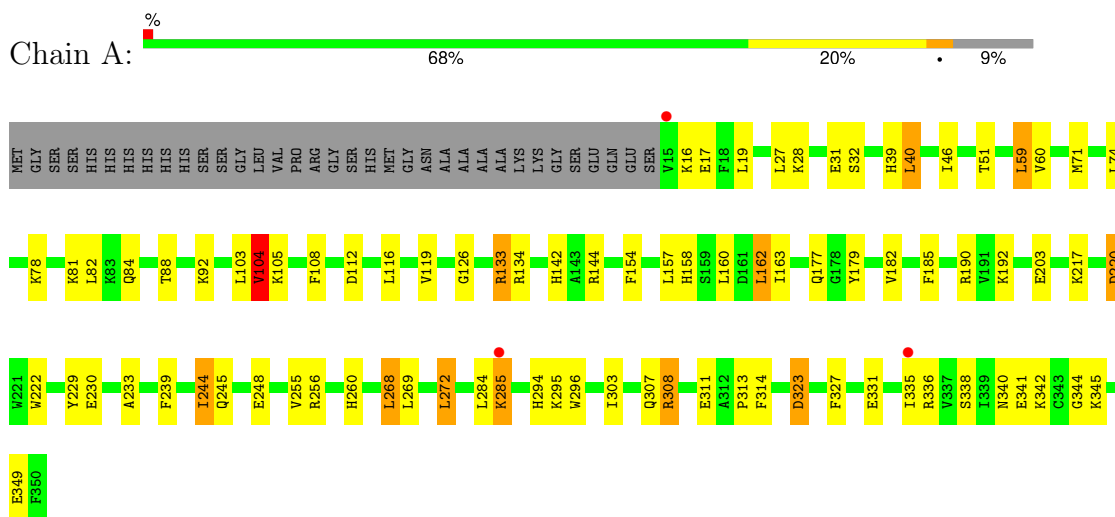 %
Chain A:
68% 20% • 9%
MET GLY SER SER HIS HIS HIS HIS HIS HIS SER SER GLY LEU VAL PRO ARG GLY SER HIS MET GLY ASN ALA ALA ALA ALA LYS LYS GLY SER GLU GLN GLU SER V15 K16 E17 F18 L19 L27 K28 E31 S32 H39 L40 I46 T51 L59 V60 M71 L74
K78 K81 L82 K83 Q84 T88 K92 L103 V104 K105 F108 D112 L116 V119 G126 R133 R134 H142 A143 R144 F154 L157 H158 S159 L160 D161 L162 I163 Q177 G178 Y179 V182 F185 R190 V191 K192 E203 K217
W221 W222 Y229 E230 A233 F239 I244 Q245 E248 V255 R256 H260 L268 L269 L272 L284 K285 H294 K295 W296 I303 Q307 R308 E311 A312 P313 F314 D323 F327 E331 I335 R336 V337 S338 I339 N340 E341 K342 C343 G344 K345
E349 F350